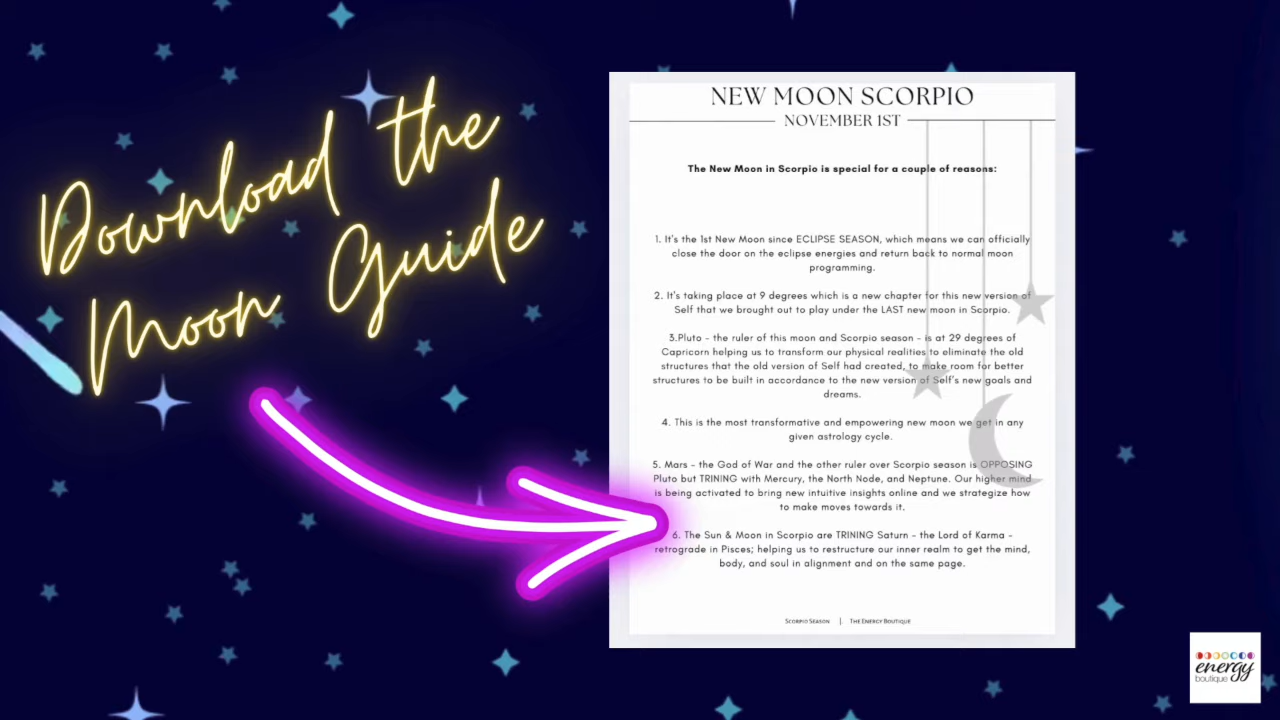 Download the
Moon Guide
NEW MOON SCORPIO
NOVEMBER 1ST
The New Moon in Scorpio is special for a couple of reasons:
1. It's the 1st New Moon since ECLIPSE SEASON, which means we can officially
close the door on the eclipse energies and return back to normal moon
programming.
2. It's taking place at 9 degrees which is a new chapter for this new version of
Self that we brought out to play under the LAST new moon in Scorpio.
3.Pluto - the ruler of this moon and Scorpio season - is at 29 degrees of
Capricorn helping us to transform our physical realities to eliminate the old
structures that the old version of Self had created, to make room for better
structures to be built in accordance to the new version of Self's new goals and
dreams.
4. This is the most transformative and empowering new moon we get in any
given astrology cycle.
5. Mars - the God of War and the other ruler over Scorpio season is OPPOSING
Pluto but TRINING with Mercury, the North Node, and Neptune. Our higher mind
is being activated to bring new intuitive insights online and we strategize how
to make moves towards it.
6. The Sun & Moon in Scorpio are TRINING Saturn - the Lord of Karma -
retrograde in Pisces; helping us to restructure our inner realm to get the mind,
body, and soul in alignment and on the same page.
SCORPIO SEASON | THE ENERGY BOUTIQUE
energy
boutique